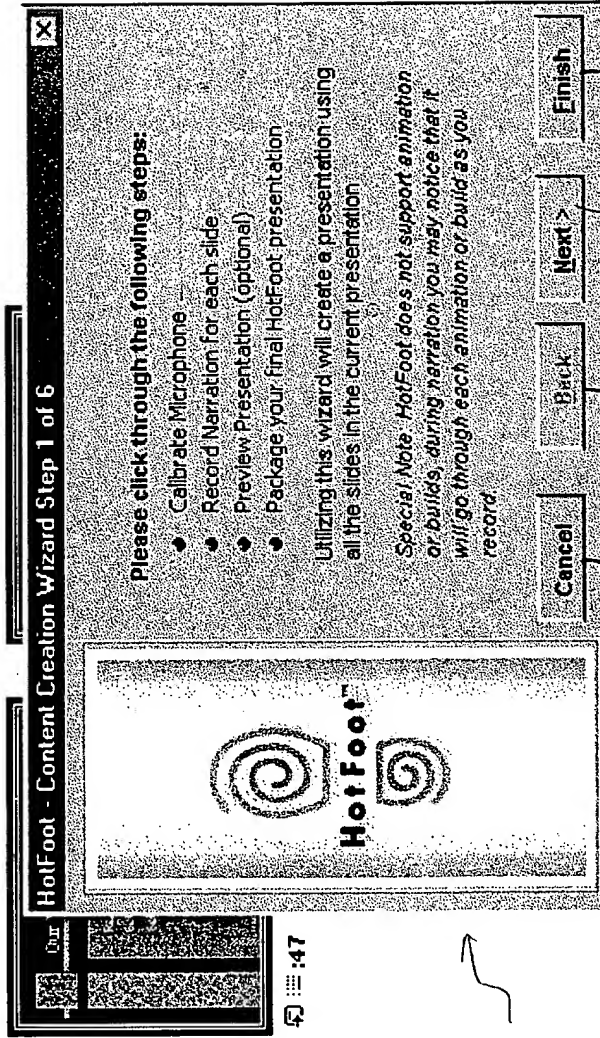 HotFoot - Content Creation Wizard Step 1 of 6
Our
:47
HotFoot™
Please click through the following steps:
Calibrate Microphone
Record Narration for each slide
Preview Presentation (optional)
Package your final HotFoot presentation
Utilizing this wizard will create a presentation using
all the slides in the current presentation
Special Note: HotFoot does not support animation
or builds, during narration you may notice that it
will go through each animation or build as you
record
Cancel
Back
Next >
Finish